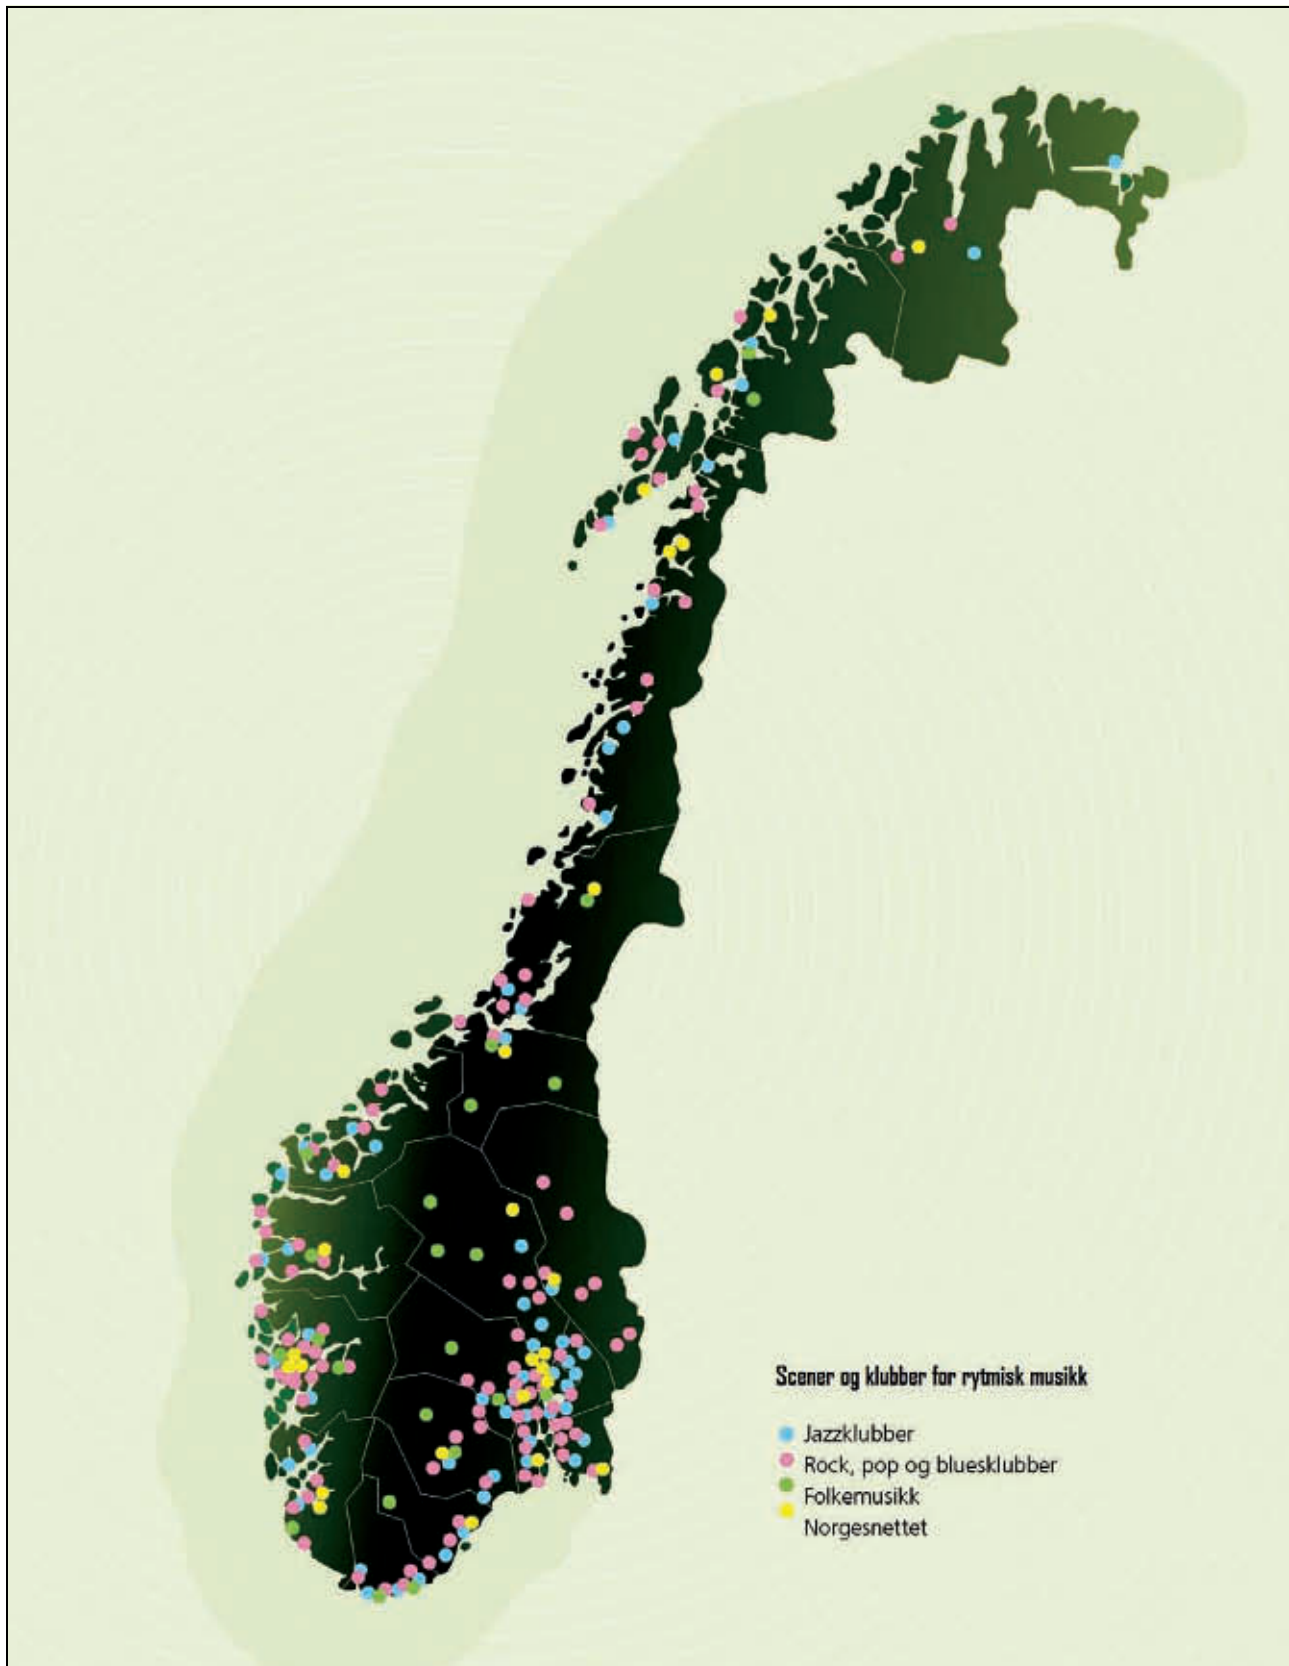 Scener og klubber for rytmisk musikk
Jazzklubber
Rock, pop og bluesklubber
Folkemusikk
Norgesnettet